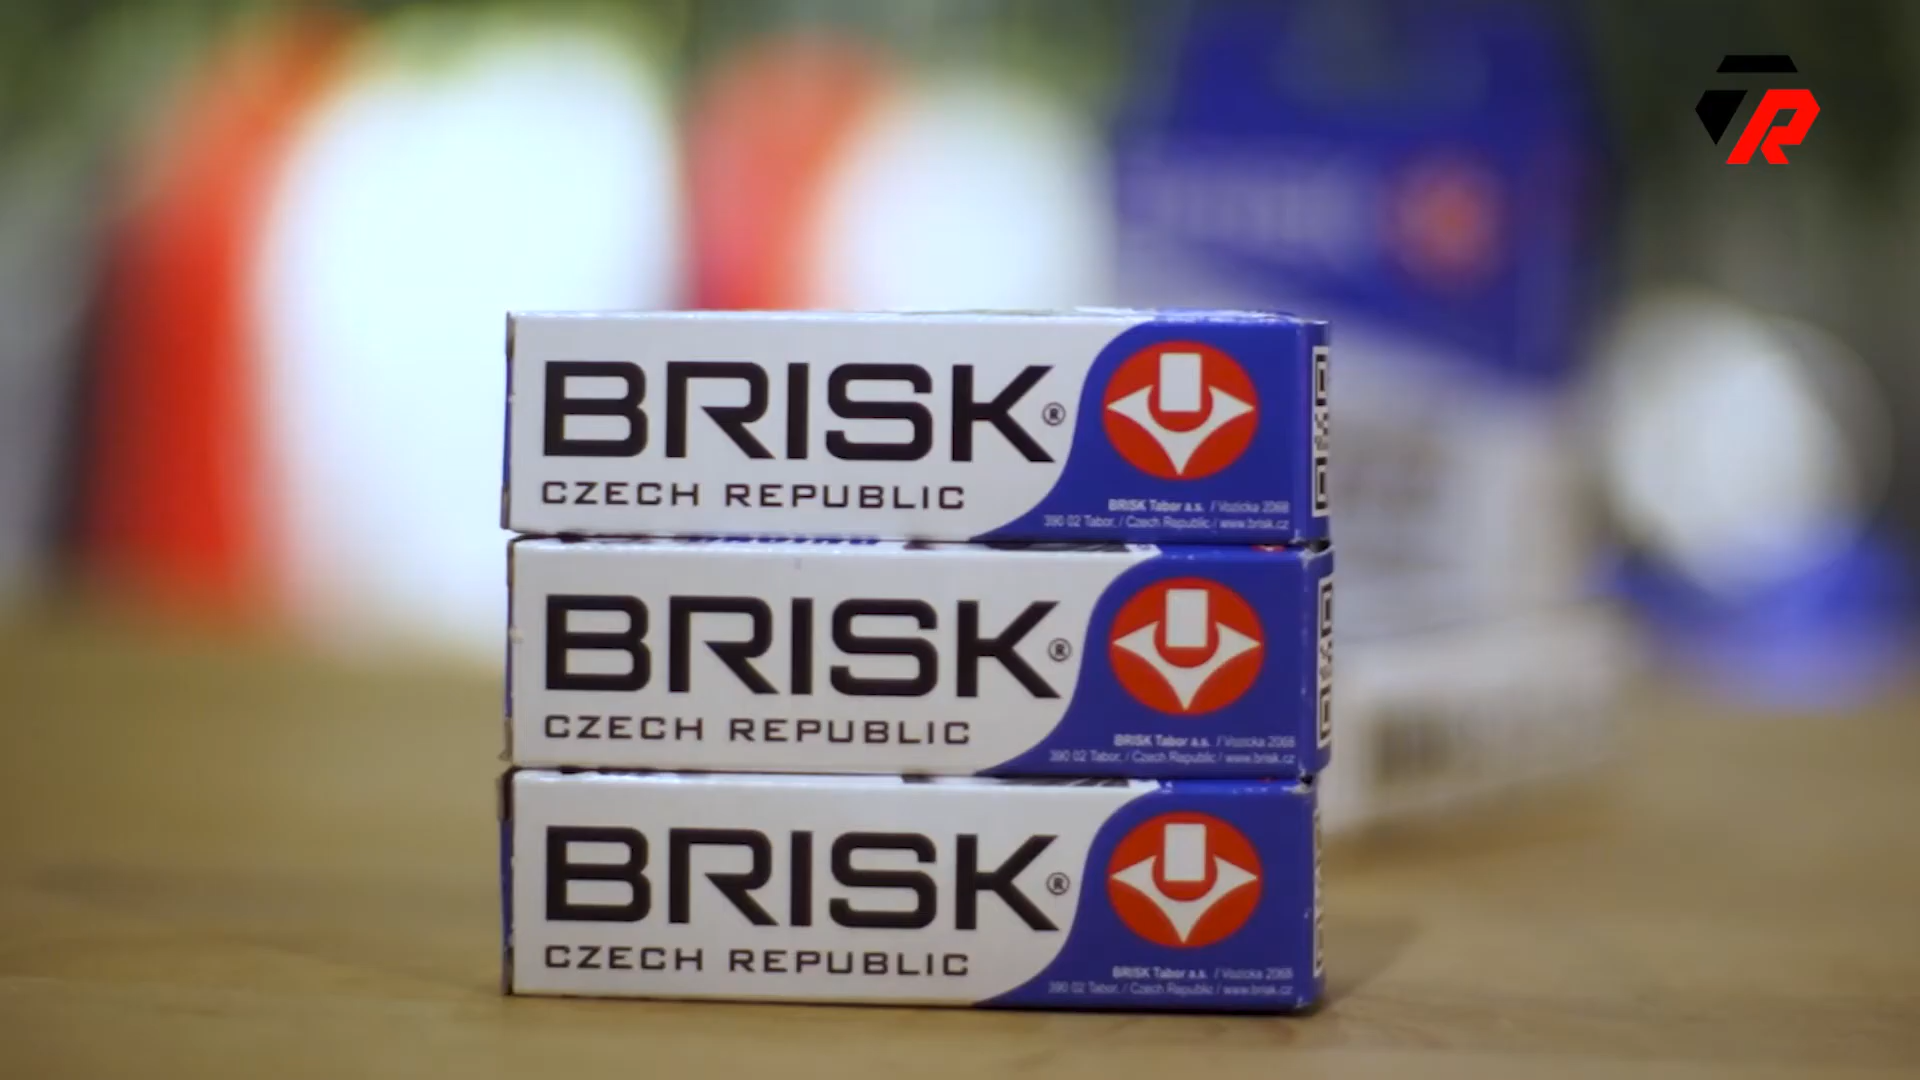 TR
BRISK®
CZECH REPUBLIC
BRISK Tabor a.s. / Vozicka 2068
390 02 Tabor, / Czech Republic / www.brisk.cz
BRISK®
CZECH REPUBLIC
BRISK Tabor a.s. / Vozicka 2068
390 02 Tabor, / Czech Republic / www.brisk.cz
BRISK®
CZECH REPUBLIC
BRISK Tabor a.s. / Vozicka 2068
390 02 Tabor, / Czech Republic / www.brisk.cz